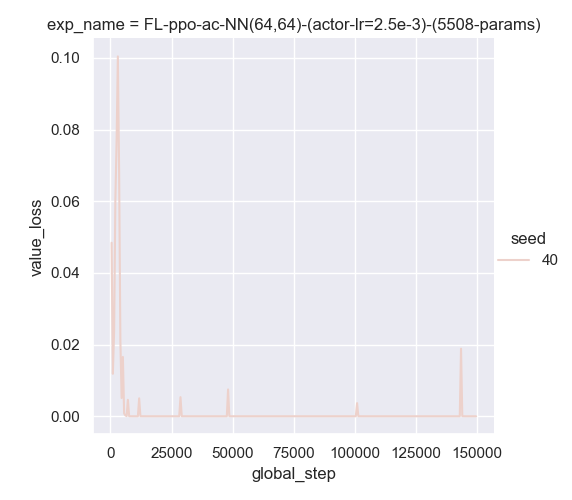 exp_name = FL-ppo-ac-NN(64,64)-(actor-lr=2.5e-3)-(5508-params)
0.10
0.08
0.06
0.04
0.02
0.00
value_loss
seed
40
0 25000 50000 75000 100000 125000 150000
global_step